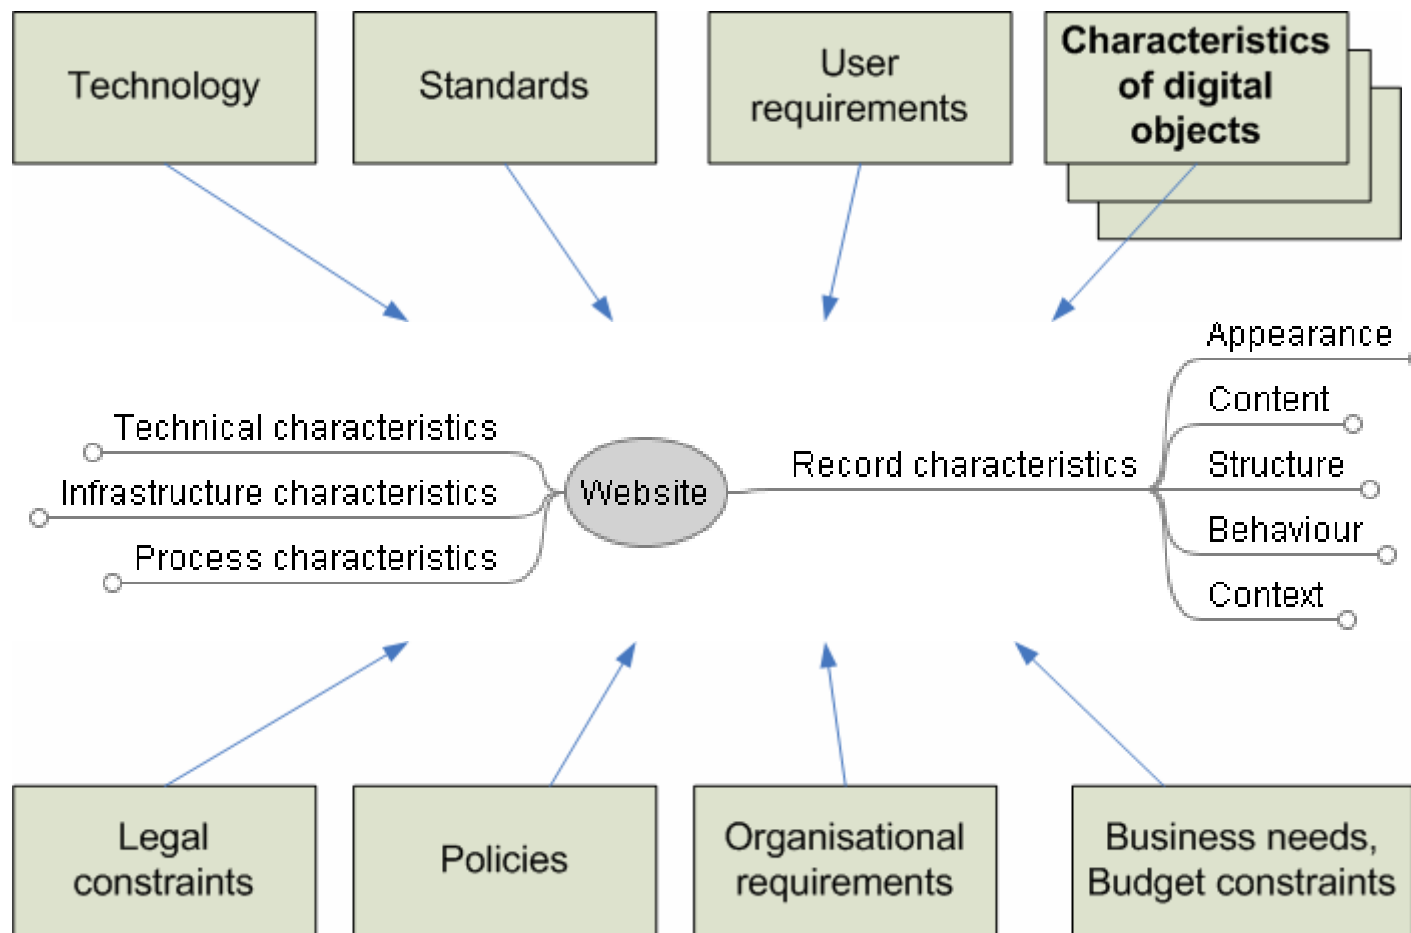 Technology
Standards
User
requirements
Characteristics
of digital
objects
Technical characteristics
Infrastructure characteristics
Process characteristics
Website
Record characteristics
Appearance
Content
Structure
Behaviour
Context
Legal
constraints
Policies
Organisational
requirements
Business needs,
Budget constraints